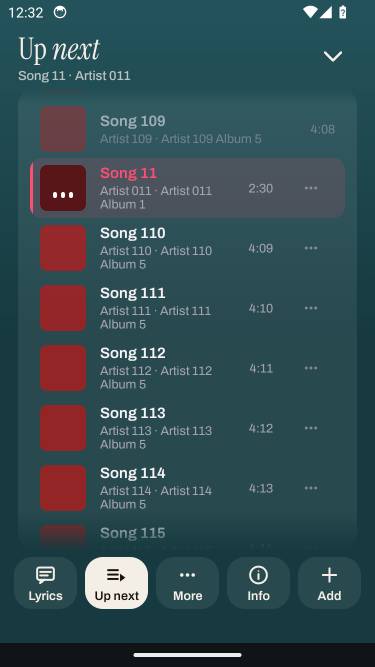 12:32
Up next
Song 11 · Artist 011
Song 109
4:08
Artist 109 · Artist 109 Album 5
Song 11
Artist 011 · Artist 011
2:30
Album 1
Song 110
Artist 110 · Artist 110
4:09
Album 5
Song 111
Artist 111 · Artist 111
4:10
Album 5
Song 112
Artist 112 · Artist 112
4:11
Album 5
Song 113
Artist 113 · Artist 113
4:12
Album 5
Song 114
Artist 114 · Artist 114
4:13
Album 5
Song 115
Lyrics
Up next
More
Info
Add